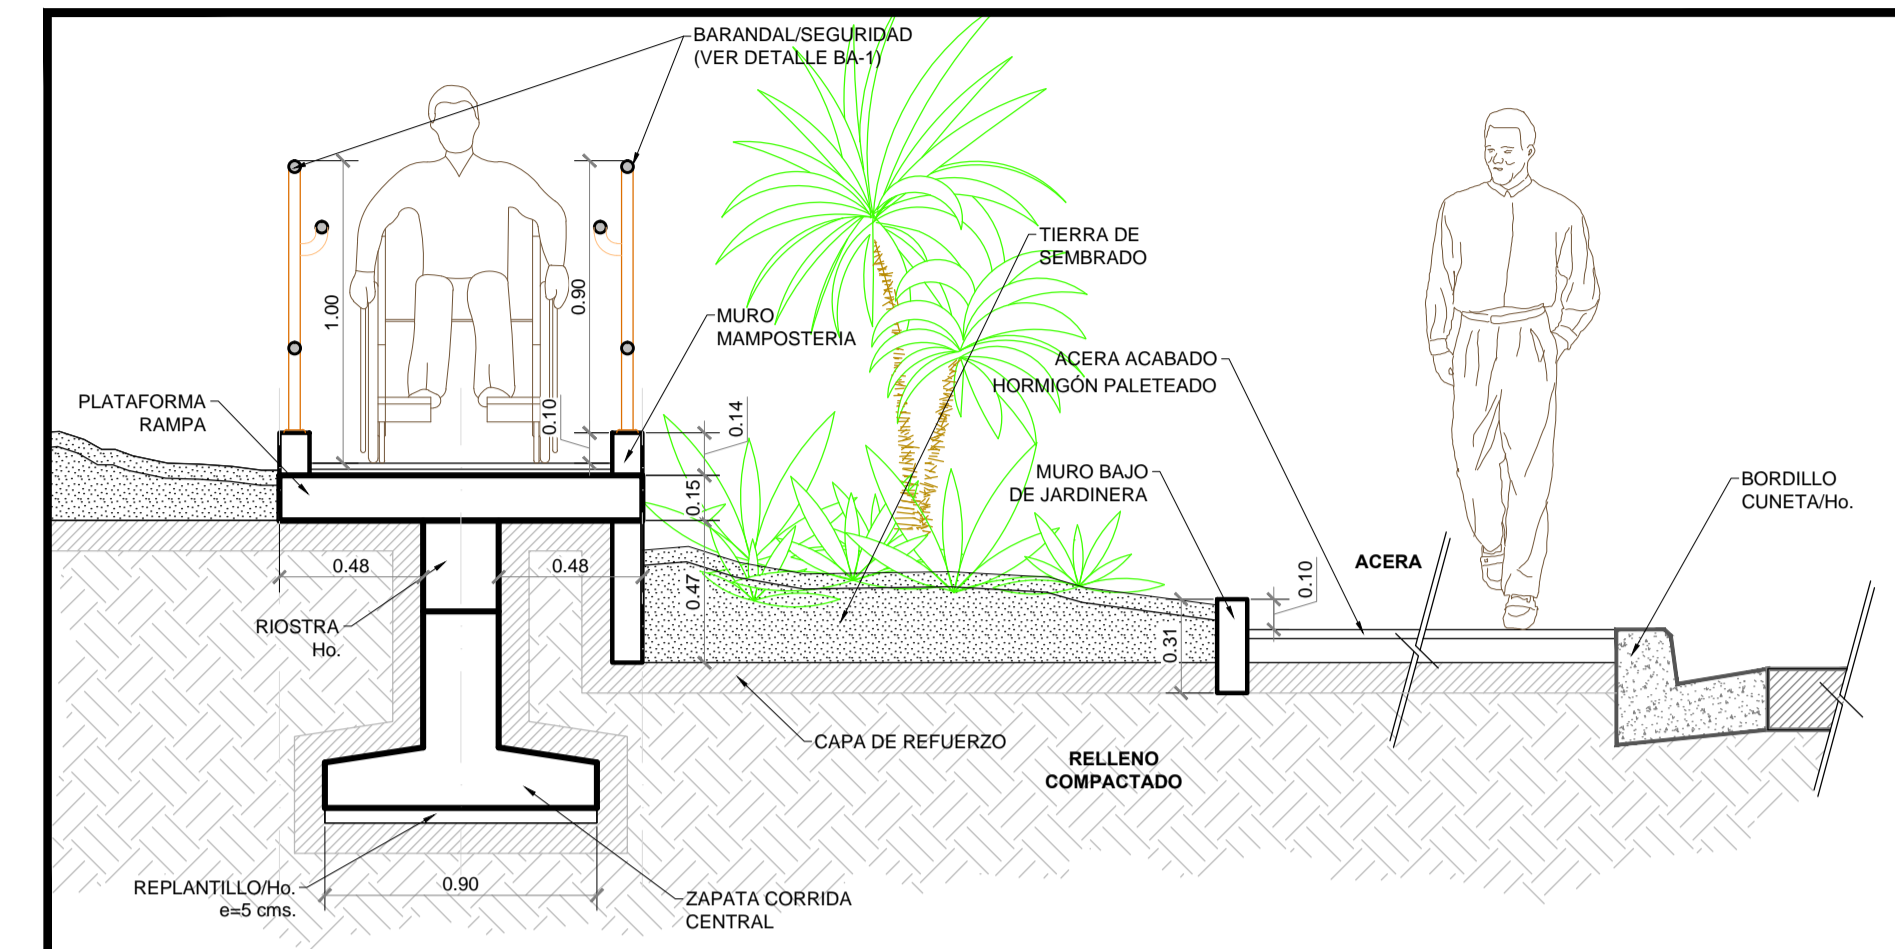 BARANDAL/SEGURIDAD
(VER DETALLE BA-1)
TIERRA DE
SEMBRADO
1.00
0.90
MURO
MAMPOSTERIA
ACERA ACABADO
HORMIGÓN PALETEADO
PLATAFORMA
RAMPA
0.10
0.14
MURO BAJO
DE JARDINERA
BORDILLO
CUNETA/Ho.
0.15
0.48
0.48
0.47
ACERA
0.10
0.31
RIOSTRA
Ho.
CAPA DE REFUERZO
RELLENO
COMPACTADO
REPLANTILLO/Ho.
e=5 cms.
0.90
ZAPATA CORRIDA
CENTRAL